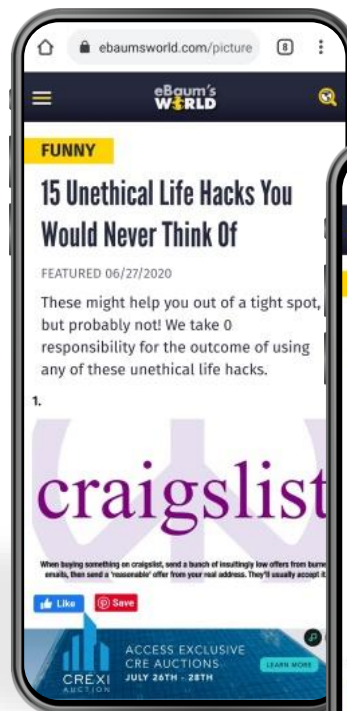 ebaumsworld.com/picture 8
eBaum's
WORLD
FUNNY
15 Unethical Life Hacks You
Would Never Think Of
FEATURED 06/27/2020
These might help you out of a tight spot,
but probably not! We take 0
responsibility for the outcome of using
any of these unethical life hacks.
1.
craigslist
When buying something on craigslist, send a bunch of insultingly low offers from burne
emails, then send a 'reasonable' offer from your real address. They'll usually accept it
Like Save
ACCESS EXCLUSIVE
CRE AUCTIONS
JULY 26TH - 28TH
LEARN MORE
CREXI
AUCTION